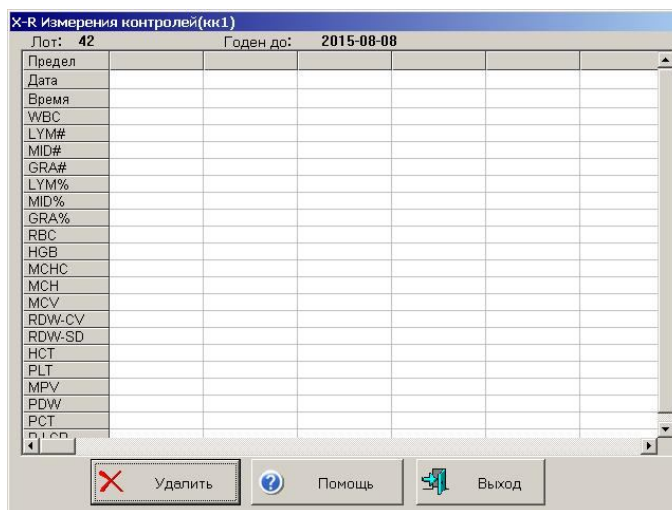 X-R Измерения контролей(кк1)
Лот: 42 Годен до: 2015-08-08
Предел
Дата
Время
WBC
LYM#
MID#
GRA#
LYM%
MID%
GRA%
RBC
HGB
MCHC
MCH
MCV
RDW-CV
RDW-SD
HCT
PLT
MPV
PDW
PCT
Удалить Помощь Выход